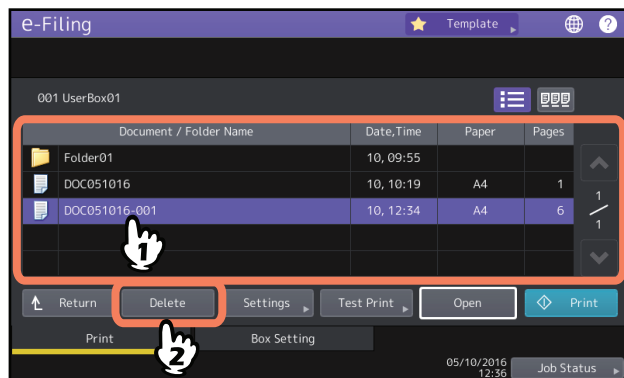 e-Filing Template ?
001 UserBox01
Document / Folder Name Date,Time Paper Pages
Folder01 10, 09:55
DOC051016 10, 10:19 A4 1
DOC051016-001 10, 12:34 A4 6
1
1
1
Return Delete Settings Test Print Open Print
2
Print Box Setting
05/10/2016
12:36 Job Status